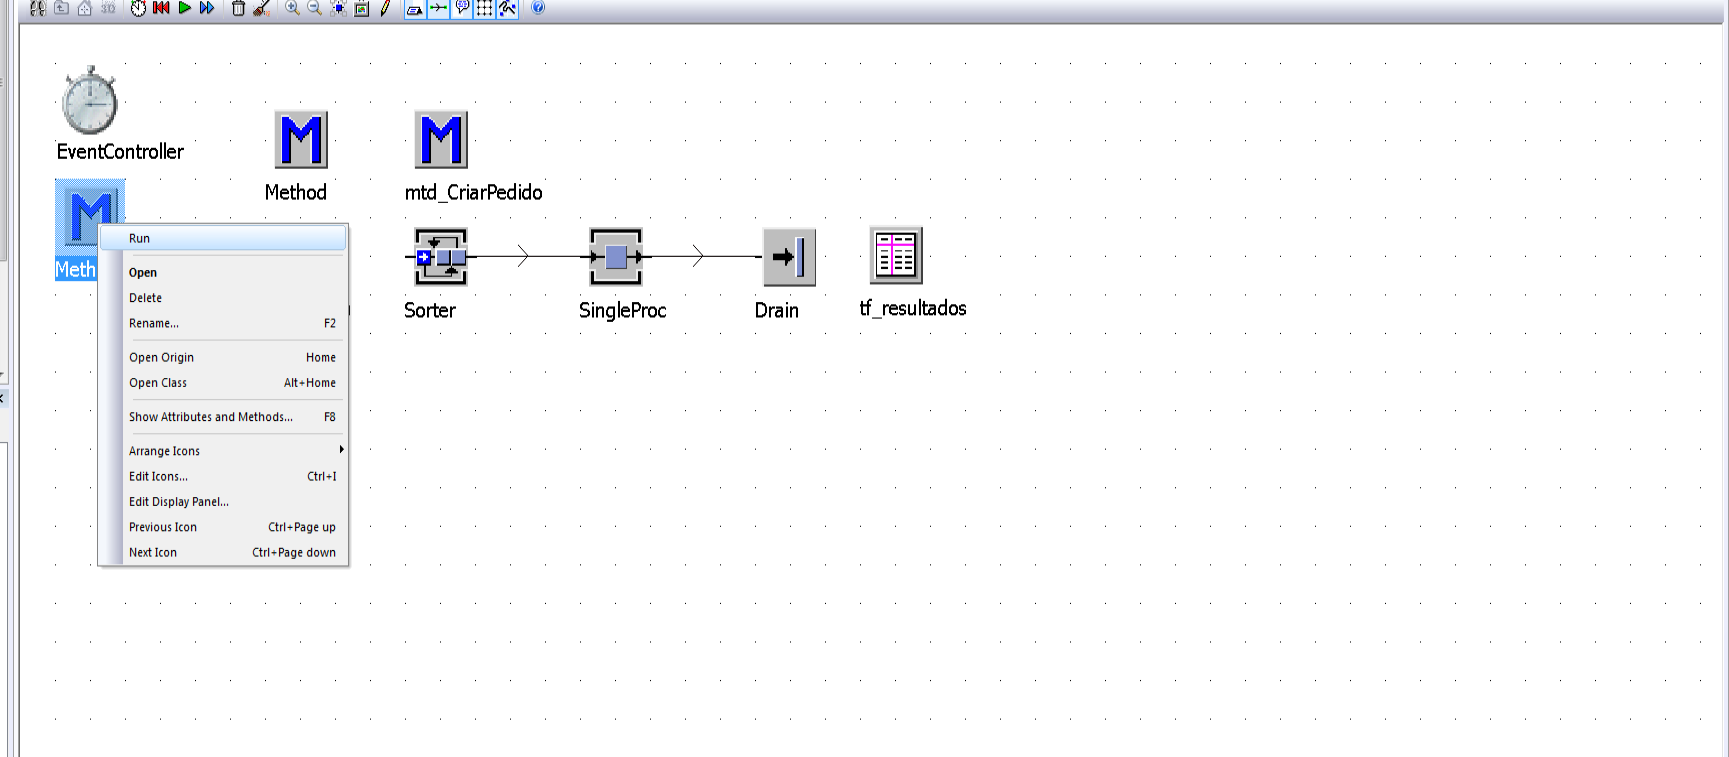 EventController
Method
mtd_CriarPedido
Meth
Run
Open
Delete
Rename... F2
Open Origin Home
Open Class Alt+Home
Show Attributes and Methods... F8
Arrange Icons
Edit Icons... Ctrl+I
Edit Display Panel...
Previous Icon Ctrl+Page up
Next Icon Ctrl+Page down
Sorter
SingleProc
Drain
tf_resultados